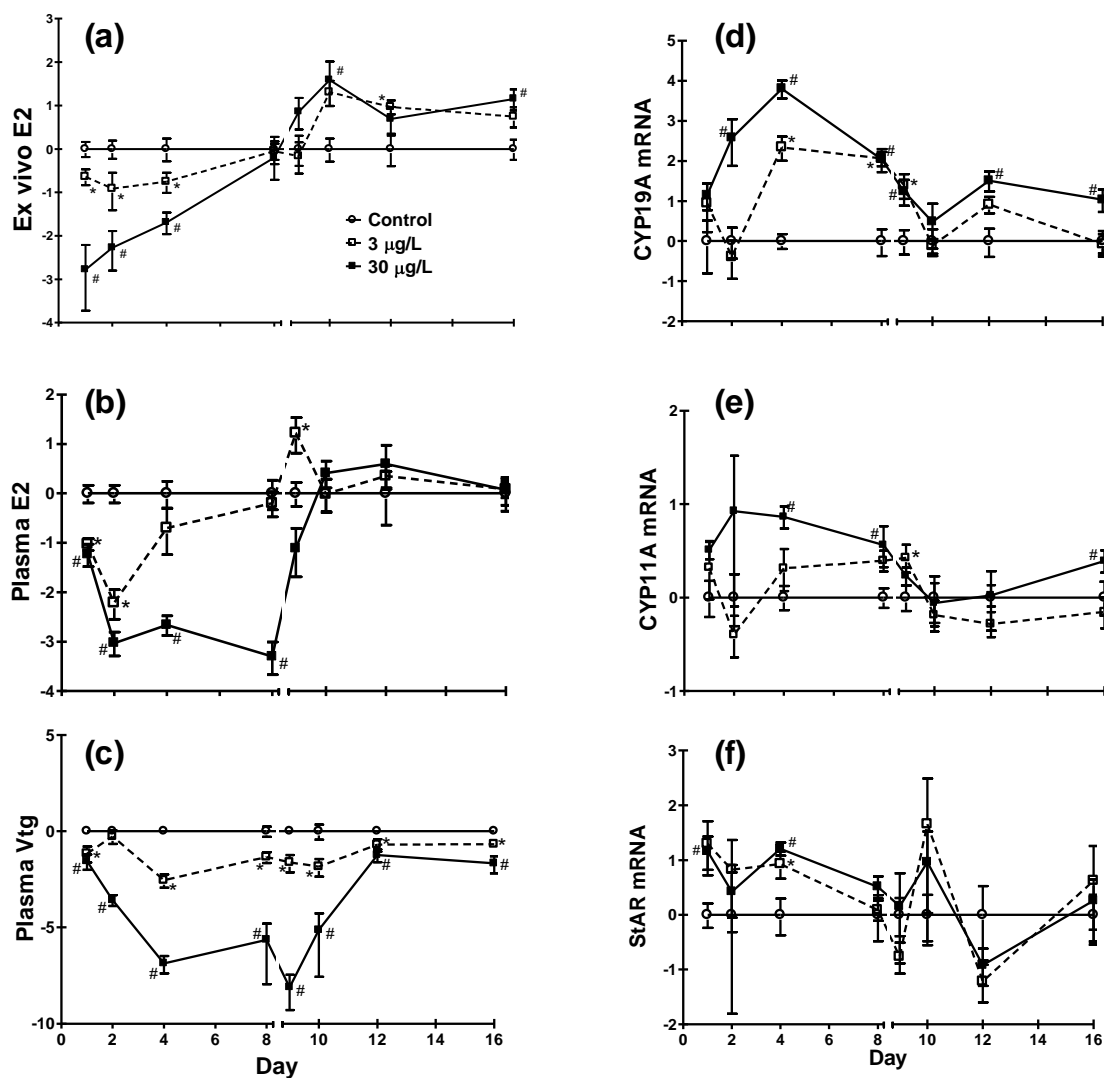 (a)
Ex vivo E2
3
2
1
0
-1
-2
-3
-4
Control
3 μg/L
30 μg/L
* * * # # # # * #
(b)
Plasma E2
2
1
0
-1
-2
-3
-4
# * * # # # *
(c)
Plasma Vtg
0
-5
-10
# * # # * * # * # * # * # * #
0 2 4 6 8 10 12 14 16
Day
(d)
CYP19A mRNA
5
4
3
2
1
0
-1
-2
# # * # * # * # #
(e)
CYP11A mRNA
2
1
0
-1
# # * #
(f)
StAR mRNA
3
2
1
0
-1
-2
# # *
0 2 4 6 8 10 12 14 16
Day